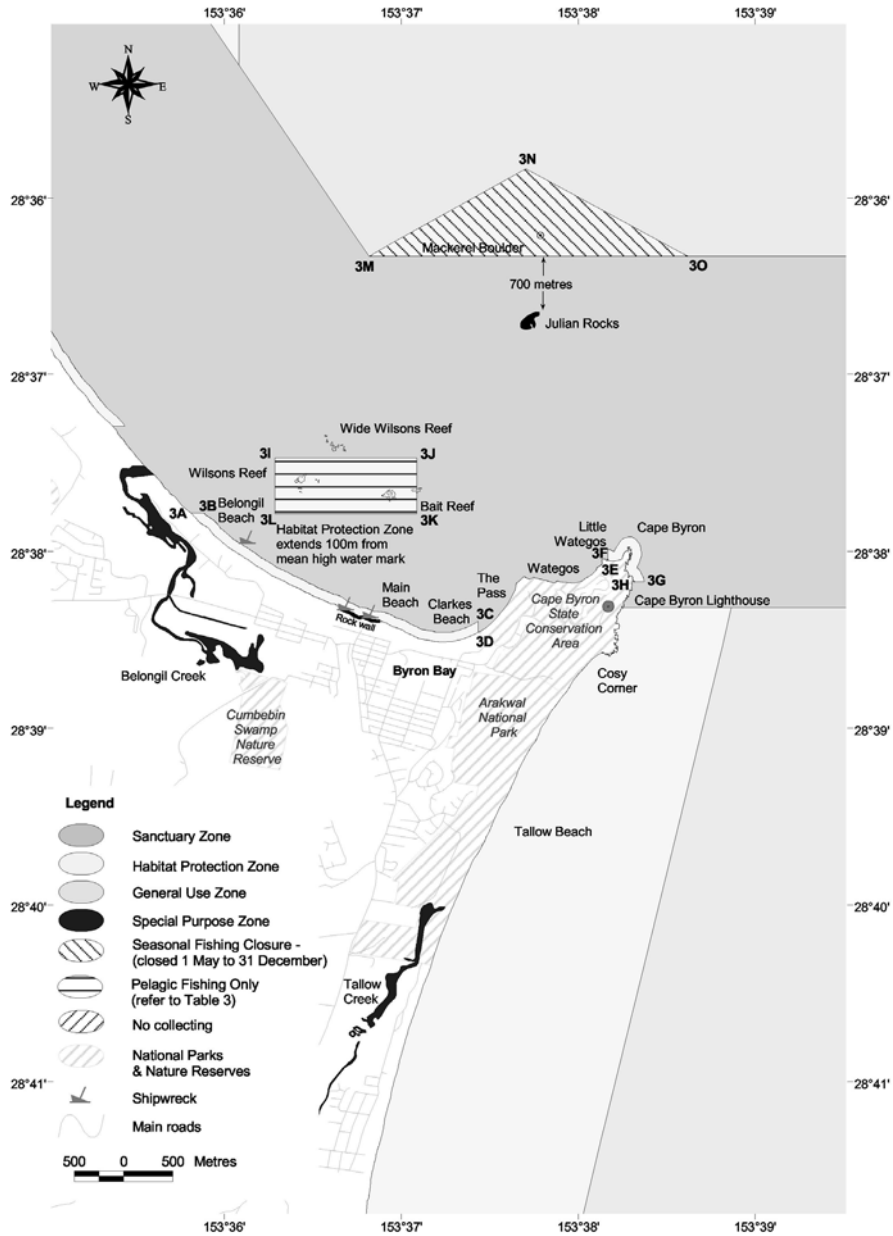 153°36'
153°37'
153°38'
153°39'
N
W
E
S
3N
28°36'
28°36'
Mackerel Boulder
3M
3O
700 metres
Julian Rocks
28°37'
28°37'
Wide Wilsons Reef
3I
3J
Wilsons Reef
3A
3B
Belongil
Beach
3L
Bait Reef
3K
Habitat Protection Zone
extends 100m from
mean high water mark
Little
Wategos
Cape Byron
28°38'
28°38'
3F
Wategos
3E
3G
3H
The
Pass
Main
Beach
Clarkes
Beach
3C
Cape Byron
State
Conservation
Area
Cape Byron Lighthouse
Rock wall
3D
Belongil Creek
Byron Bay
Cosy
Corner
Arakwal
National
Park
28°39'
28°39'
Cumbebin
Swamp
Nature
Reserve
Tallow Beach
Legend
Sanctuary Zone
Habitat Protection Zone
General Use Zone
Special Purpose Zone
Seasonal Fishing Closure -
(closed 1 May to 31 December)
Pelagic Fishing Only
(refer to Table 3)
No collecting
National Parks
& Nature Reserves
Shipwreck
Main roads
500 0 500 Metres
28°40'
28°40'
Tallow
Creek
28°41'
28°41'
153°36'
153°37'
153°38'
153°39'